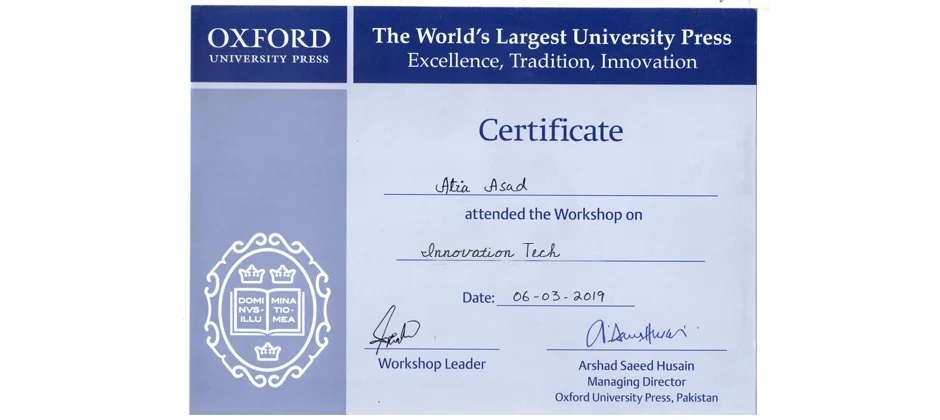 OXFORD
UNIVERSITY PRESS
The World's Largest University Press
Excellence, Tradition, Innovation
Certificate
Atia Asad
attended the Workshop on
Innovation Tech
Date: 06-03-2019
DOMI MINA
NVS- TIO-
ILLU MEA
Workshop Leader
Arshad Saeed Husain
Managing Director
Oxford University Press, Pakistan